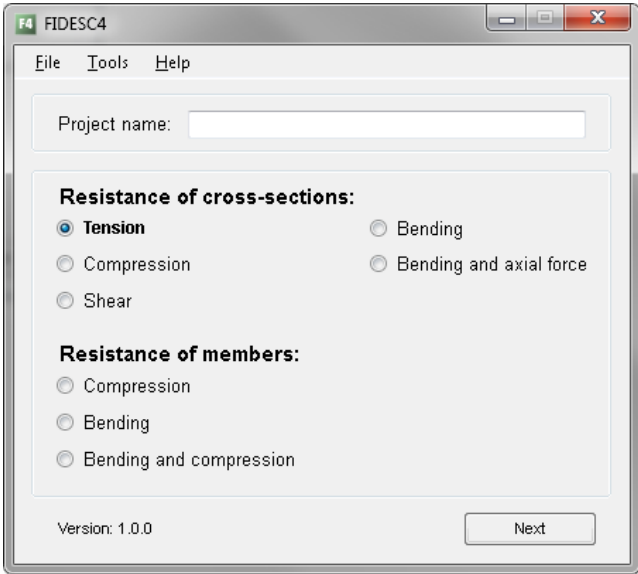 F4 FIDESC4
File Tools Help
Project name:
Resistance of cross-sections:
Tension
Bending
Compression
Bending and axial force
Shear
Resistance of members:
Compression
Bending
Bending and compression
Version: 1.0.0
Next